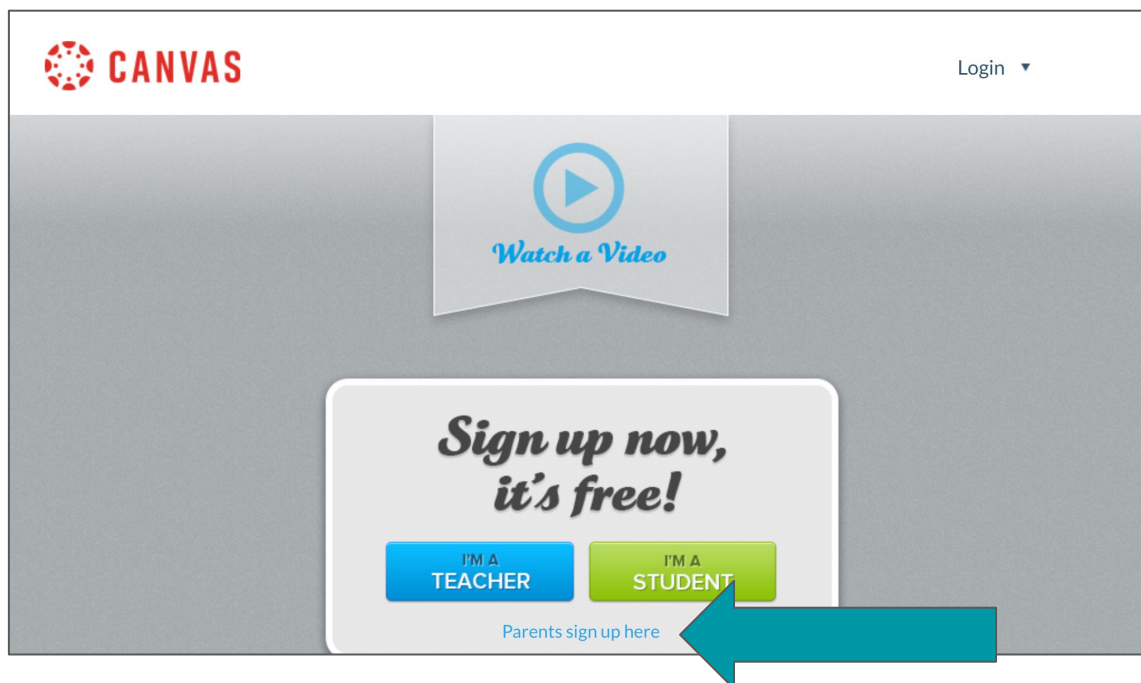 CANVAS
Login
Watch a Video
Sign up now,
it's free!
I'M A
TEACHER
I'M A
STUDENT
Parents sign up here